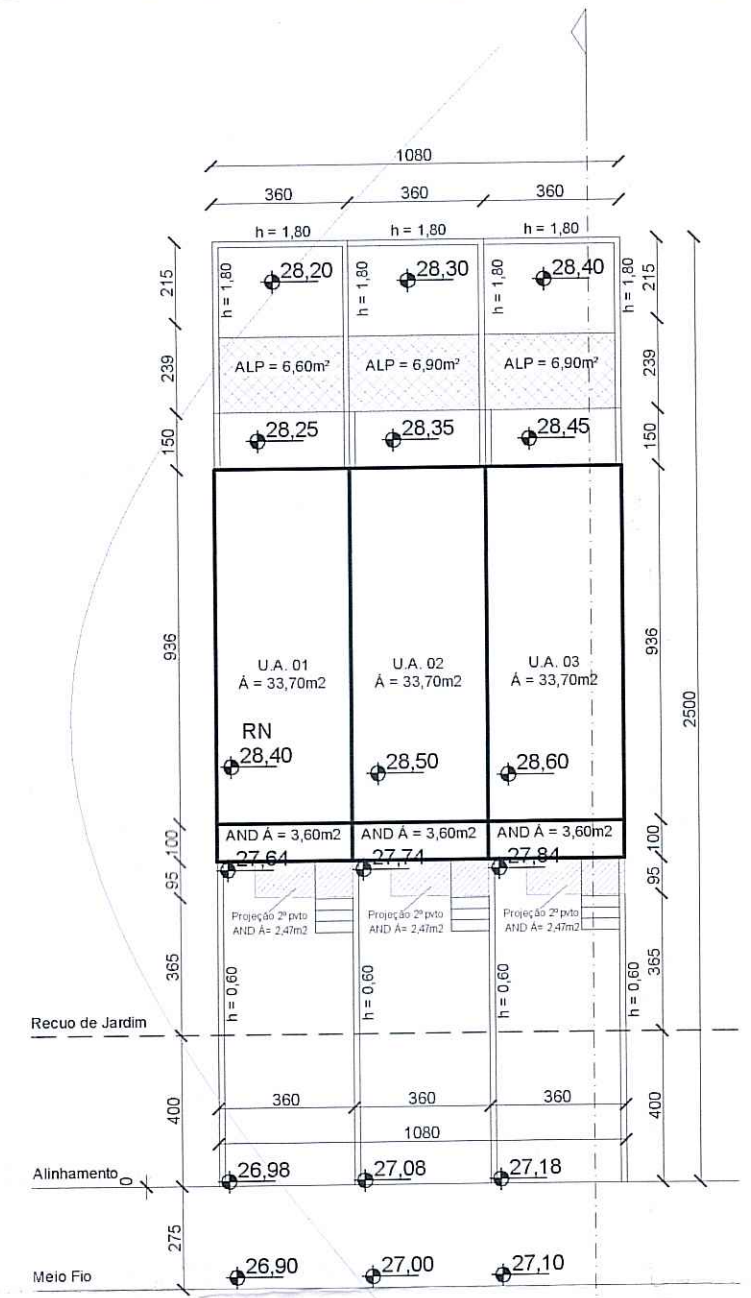 1080
360 360 360
h = 1,80 h = 1,80 h = 1,80
215 h = 1,80 28,20 h = 1,80 28,30 h = 1,80 28,40 h = 1,80 215
239 ALP = 6,60m² ALP = 6,90m² ALP = 6,90m² 239
150 28,25 28,35 28,45 150
936 936
U.A. 01 U.A. 02 U.A. 03
Á = 33,70m2 Á = 33,70m2 Á = 33,70m2
2500
RN
28,40 28,50 28,60
100 AND Á = 3,60m2 AND Á = 3,60m2 AND Á = 3,60m2 100
95 27,64 27,74 27,84 95
Projeção 2º pvto Projeção 2º pvto Projeção 2º pvto
AND Á= 2,47m2 AND Á= 2,47m2 AND Á= 2,47m2
365 h = 0,60 h = 0,60 h = 0,60 h = 0,60 365
Recuo de Jardim
400 360 360 360 400
1080
Alinhamento 0 26,98 27,08 27,18
275
Meio Fio 26,90 27,00 27,10